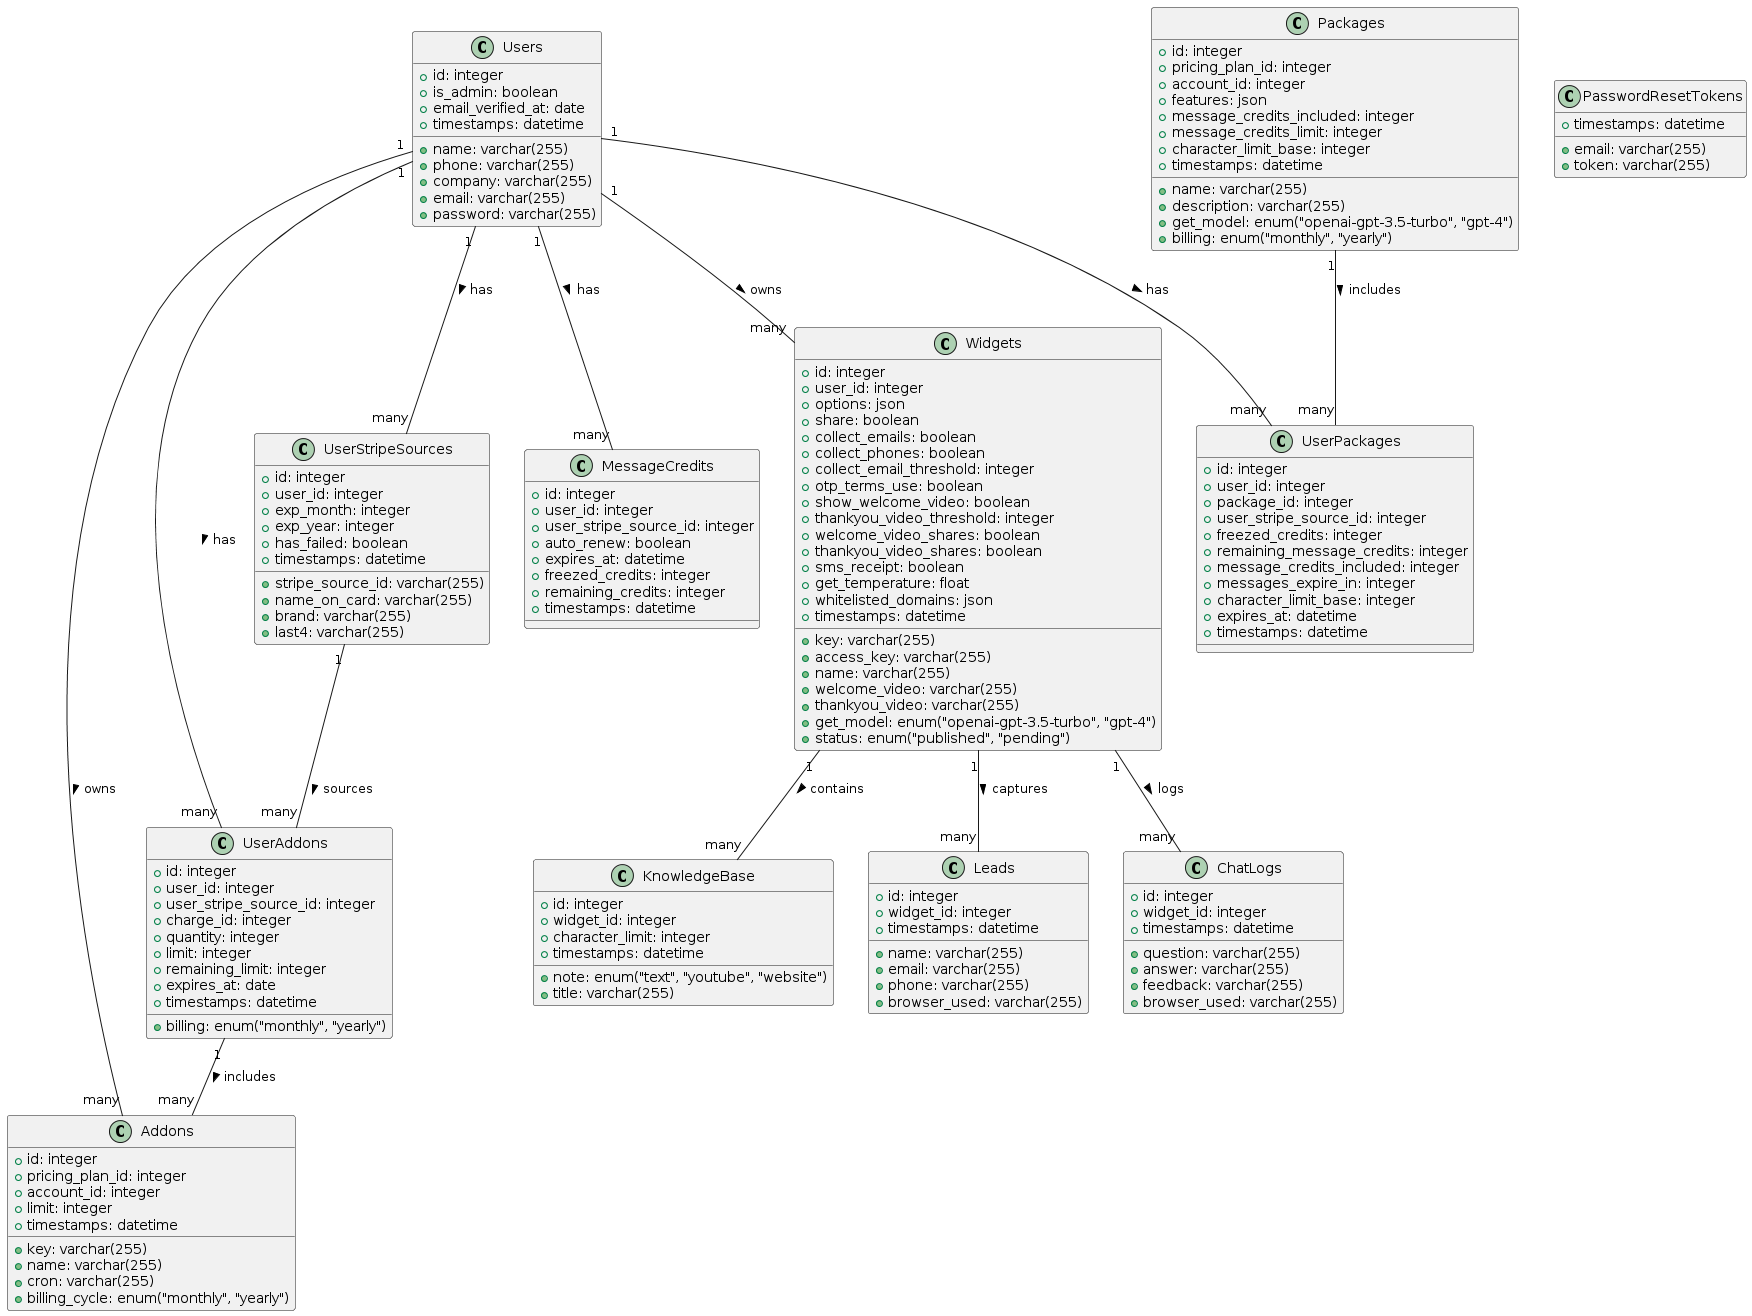 C Users
id: integer
is_admin: boolean
email_verified_at: date
timestamps: datetime
name: varchar(255)
phone: varchar(255)
company: varchar(255)
email: varchar(255)
password: varchar(255)
C Packages
id: integer
pricing_plan_id: integer
account_id: integer
features: json
message_credits_included: integer
message_credits_limit: integer
character_limit_base: integer
timestamps: datetime
name: varchar(255)
description: varchar(255)
get_model: enum("openai-gpt-3.5-turbo", "gpt-4")
billing: enum("monthly", "yearly")
C PasswordResetTokens
timestamps: datetime
email: varchar(255)
token: varchar(255)
1
1
1
1
1
1
1
has
has
owns
has
includes
many
many
many
many
many
C Widgets
id: integer
user_id: integer
options: json
share: boolean
collect_emails: boolean
collect_phones: boolean
collect_email_threshold: integer
otp_terms_use: boolean
show_welcome_video: boolean
thankyou_video_threshold: integer
welcome_video_shares: boolean
thankyou_video_shares: boolean
sms_receipt: boolean
get_temperature: float
whitelisted_domains: json
timestamps: datetime
key: varchar(255)
access_key: varchar(255)
name: varchar(255)
welcome_video: varchar(255)
thankyou_video: varchar(255)
get_model: enum("openai-gpt-3.5-turbo", "gpt-4")
status: enum("published", "pending")
C UserStripeSources
id: integer
user_id: integer
exp_month: integer
exp_year: integer
has_failed: boolean
timestamps: datetime
stripe_source_id: varchar(255)
name_on_card: varchar(255)
brand: varchar(255)
last4: varchar(255)
C MessageCredits
id: integer
user_id: integer
user_stripe_source_id: integer
auto_renew: boolean
expires_at: datetime
freezed_credits: integer
remaining_credits: integer
timestamps: datetime
C UserPackages
id: integer
user_id: integer
package_id: integer
user_stripe_source_id: integer
freezed_credits: integer
remaining_message_credits: integer
message_credits_included: integer
messages_expire_in: integer
character_limit_base: integer
expires_at: datetime
timestamps: datetime
has
1
owns
sources
many
many
1
1
1
contains
captures
logs
many
many
many
C UserAddons
id: integer
user_id: integer
user_stripe_source_id: integer
charge_id: integer
quantity: integer
limit: integer
remaining_limit: integer
expires_at: date
timestamps: datetime
billing: enum("monthly", "yearly")
C KnowledgeBase
id: integer
widget_id: integer
character_limit: integer
timestamps: datetime
note: enum("text", "youtube", "website")
title: varchar(255)
C Leads
id: integer
widget_id: integer
timestamps: datetime
name: varchar(255)
email: varchar(255)
phone: varchar(255)
browser_used: varchar(255)
C ChatLogs
id: integer
widget_id: integer
timestamps: datetime
question: varchar(255)
answer: varchar(255)
feedback: varchar(255)
browser_used: varchar(255)
1
includes
many
many
C Addons
id: integer
pricing_plan_id: integer
account_id: integer
limit: integer
timestamps: datetime
key: varchar(255)
name: varchar(255)
cron: varchar(255)
billing_cycle: enum("monthly", "yearly")